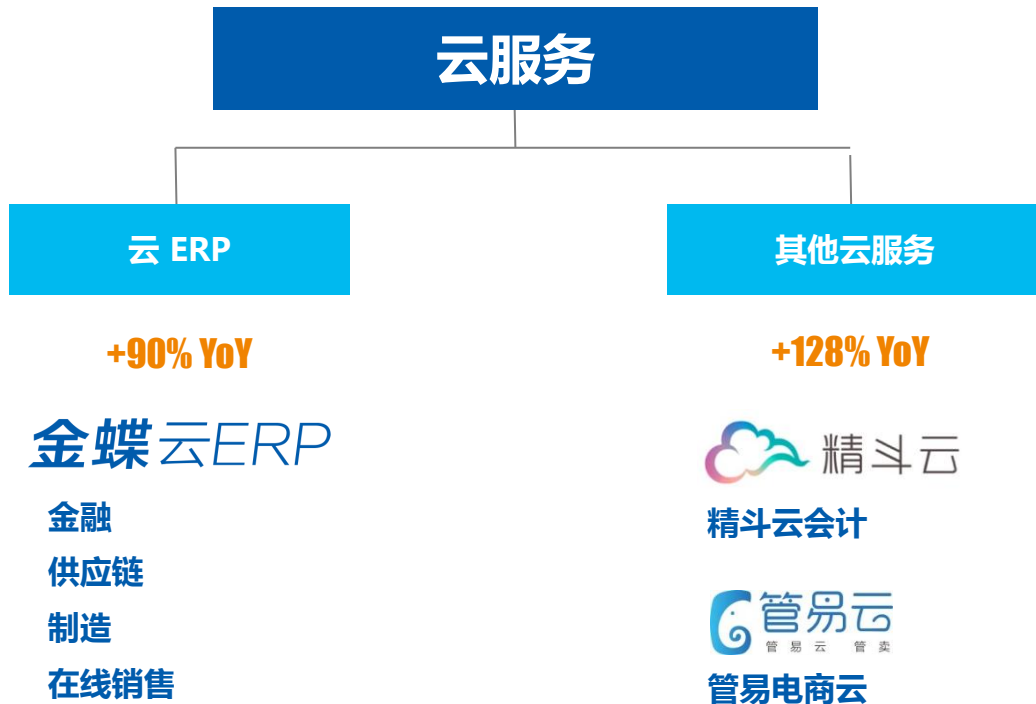 云服务
云 ERP
其他云服务
+90% YoY
+128% YoY
金蝶云ERP
精斗云
金融
精斗云会计
供应链
管易云
管易云 管卖
制造
在线销售
管易电商云